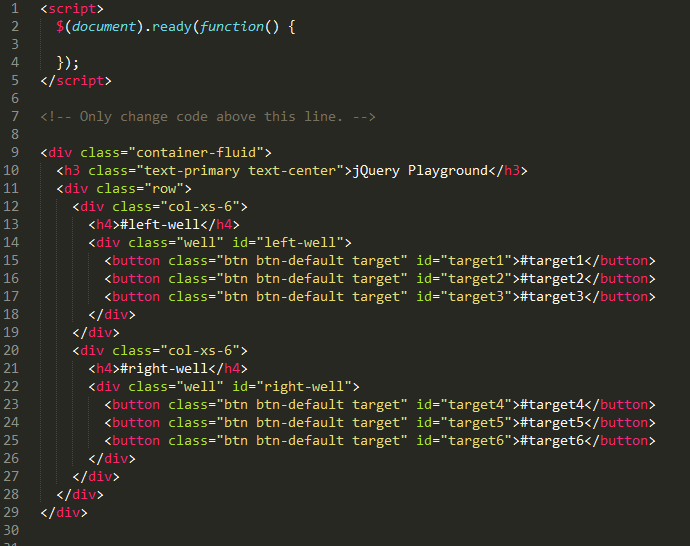 1 <script>
2   $(document).ready(function() {
3
4   });
5 </script>
6
7 <!-- Only change code above this line. -->
8
9 <div class="container-fluid">
10   <h3 class="text-primary text-center">jQuery Playground</h3>
11   <div class="row">
12     <div class="col-xs-6">
13       <h4>#left-well</h4>
14       <div class="well" id="left-well">
15         <button class="btn btn-default target" id="target1">#target1</button>
16         <button class="btn btn-default target" id="target2">#target2</button>
17         <button class="btn btn-default target" id="target3">#target3</button>
18       </div>
19     </div>
20     <div class="col-xs-6">
21       <h4>#right-well</h4>
22       <div class="well" id="right-well">
23         <button class="btn btn-default target" id="target4">#target4</button>
24         <button class="btn btn-default target" id="target5">#target5</button>
25         <button class="btn btn-default target" id="target6">#target6</button>
26       </div>
27     </div>
28   </div>
29 </div>
30